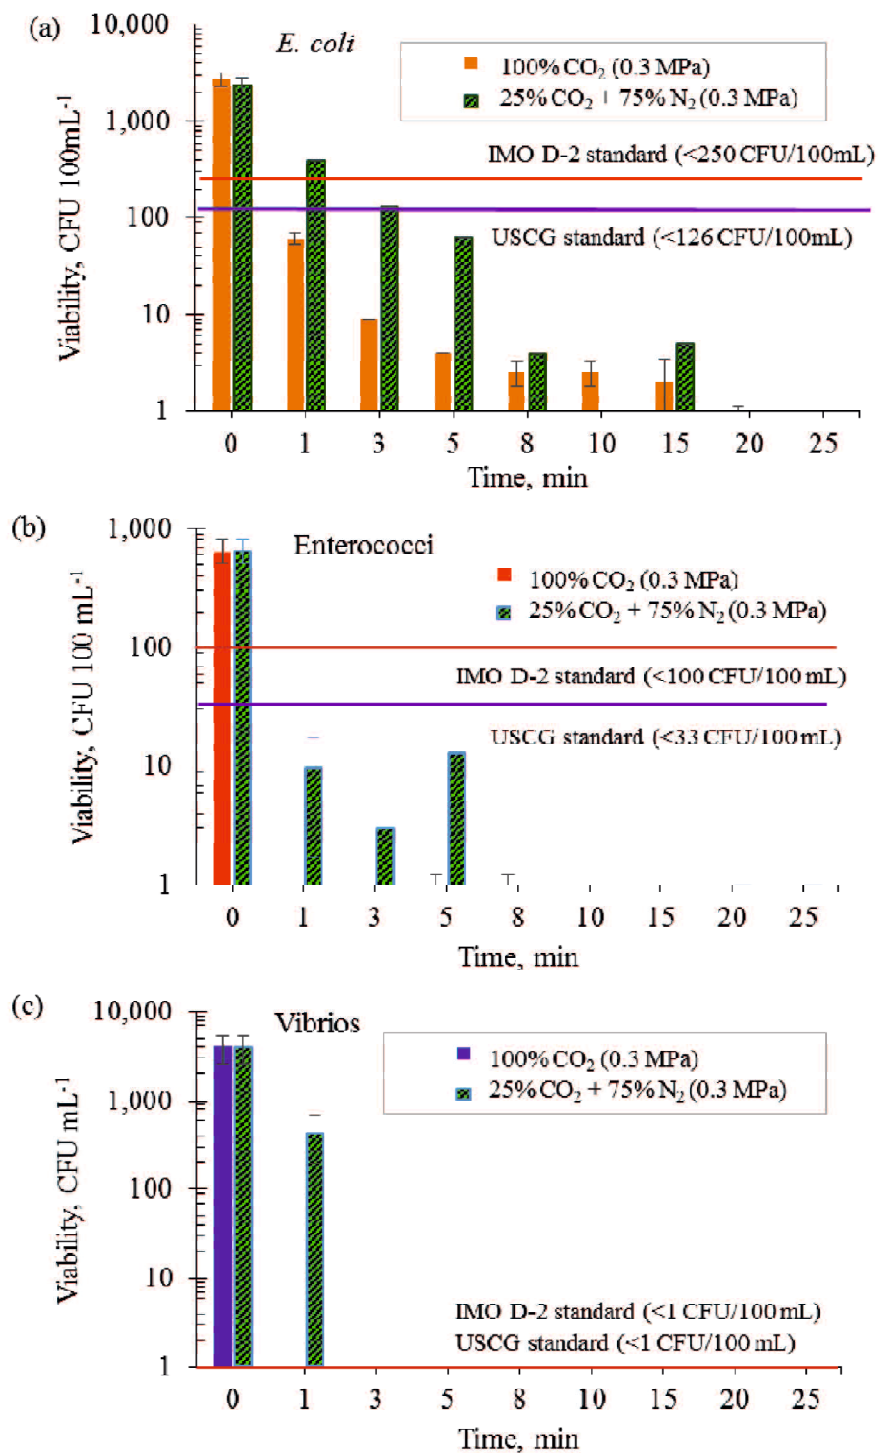 (a)
10,000
1,000
100
10
1
Viability, CFU 100mL⁻¹
E. coli
100% CO₂ (0.3 MPa)
25% CO₂ + 75% N₂ (0.3 MPa)
IMO D-2 standard (<250 CFU/100mL)
USCG standard (<126 CFU/100mL)
0 1 3 5 8 10 15 20 25
Time, min
(b)
1,000
100
10
1
Viability, CFU 100 mL⁻¹
Enterococci
100% CO₂ (0.3 MPa)
25% CO₂ + 75% N₂ (0.3 MPa)
IMO D-2 standard (<100 CFU/100 mL)
USCG standard (<33 CFU/100 mL)
0 1 3 5 8 10 15 20 25
Time, min
(c)
10,000
1,000
100
10
1
Viability, CFU mL⁻¹
Vibrios
100% CO₂ (0.3 MPa)
25% CO₂ + 75% N₂ (0.3 MPa)
IMO D-2 standard (<1 CFU/100 mL)
USCG standard (<1 CFU/100 mL)
0 1 3 5 8 10 15 20 25
Time, min